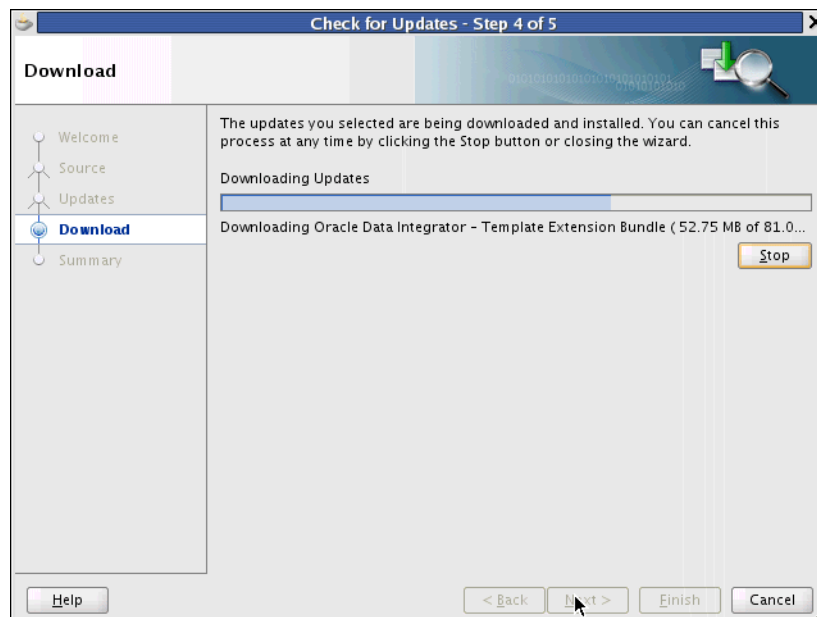 Check for Updates - Step 4 of 5
Download
Welcome
Source
Updates
Download
Summary
The updates you selected are being downloaded and installed. You can cancel this
process at any time by clicking the Stop button or closing the wizard.
Downloading Updates
Downloading Oracle Data Integrator - Template Extension Bundle ( 52.75 MB of 81.0...
Stop
Help
< Back
Next >
Finish
Cancel